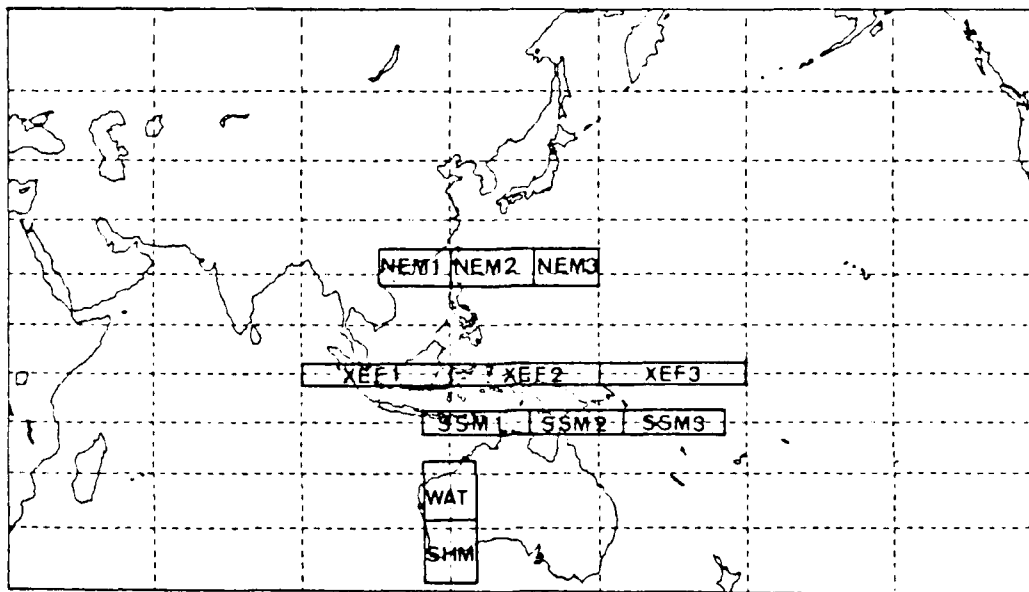 NEM1 NEM2 NEM3
XEF1 XEF2 XEF3
SSM1 SSM2 SSM3
WAT
SHM